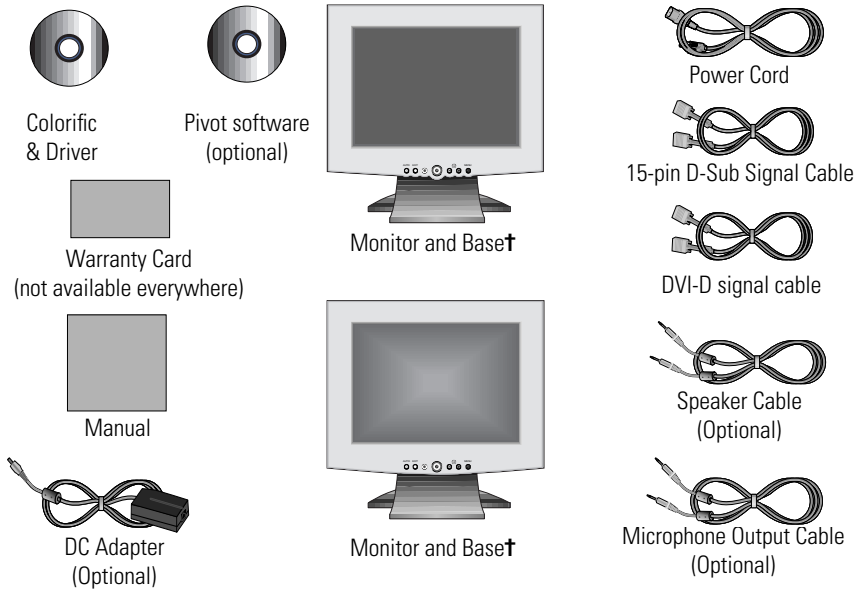 Colorific
& Driver
Pivot software
(optional)
Warranty Card
(not available everywhere)
Manual
DC Adapter
(Optional)
Monitor and Base†
Monitor and Base†
Power Cord
15-pin D-Sub Signal Cable
DVI-D signal cable
Speaker Cable
(Optional)
Microphone Output Cable
(Optional)